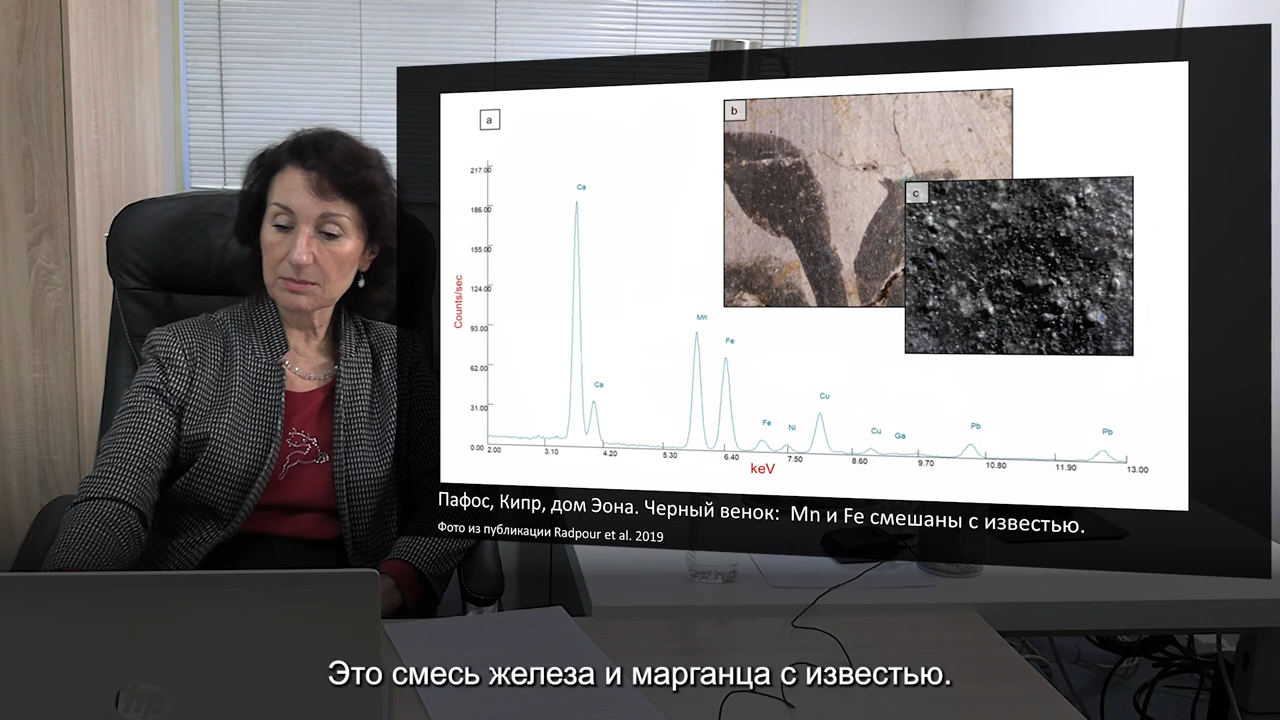 a
b
c
217.00
186.00
155.00
124.00
93.00
62.00
31.00
0.00
Counts/sec
Ca
Ca
Mn
Fe
Fe
Ni
Cu
Cu
Ga
Pb
Pb
2.00 3.10 4.20 5.30 6.40 7.50 8.60 9.70 10.80 11.90 13.00
keV
Пафос, Кипр, дом Эона. Черный венок: Mn и Fe смешаны с известью.
Фото из публикации Radpour et al. 2019
Это смесь железа и марганца с известью.
hp